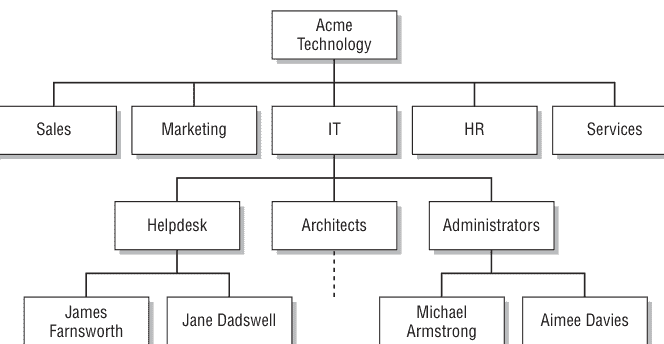 Acme
Technology
Sales
Marketing
IT
HR
Services
Helpdesk
Architects
Administrators
James
Farnsworth
Jane Dadswell
Michael
Armstrong
Aimee Davies